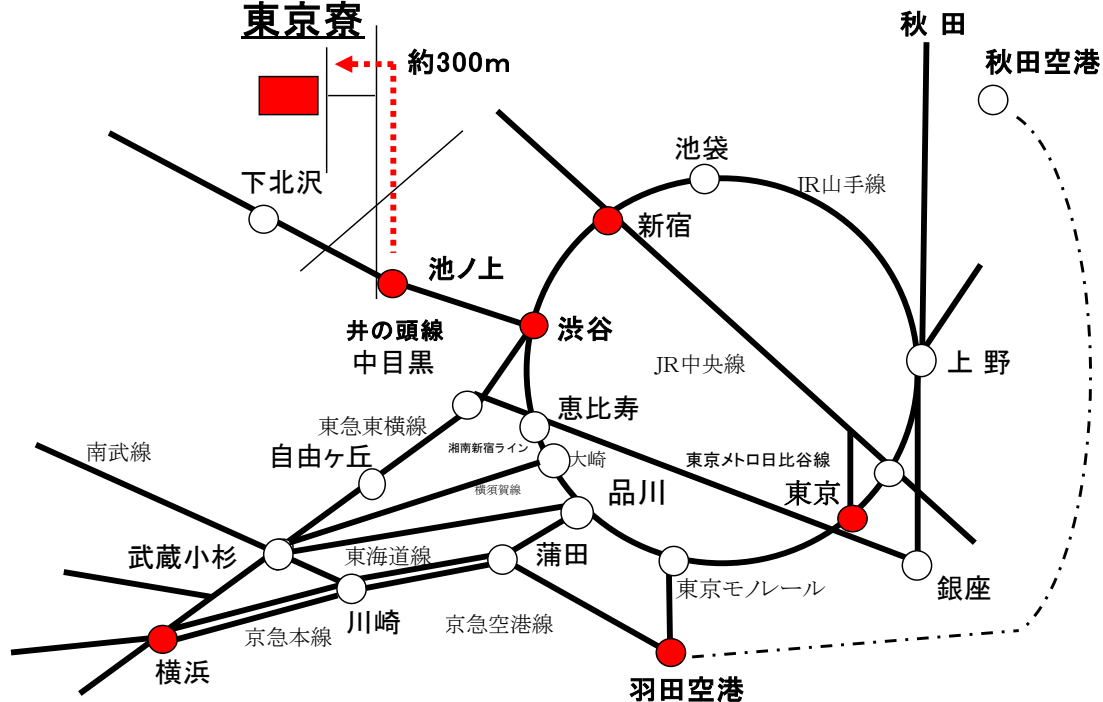 東京寮
約300m
秋 田
秋田空港
池袋
JR山手線
下北沢
新宿
池ノ上
井の頭線
渋谷
中目黒
JR中央線
上 野
恵比寿
東急東横線
南武線
湘南新宿ライン
自由ヶ丘
大崎
東京メトロ日比谷線
横須賀線
品川
東京
武蔵小杉
東海道線
蒲田
東京モノレール
銀座
川崎
京急本線
京急空港線
横浜
羽田空港